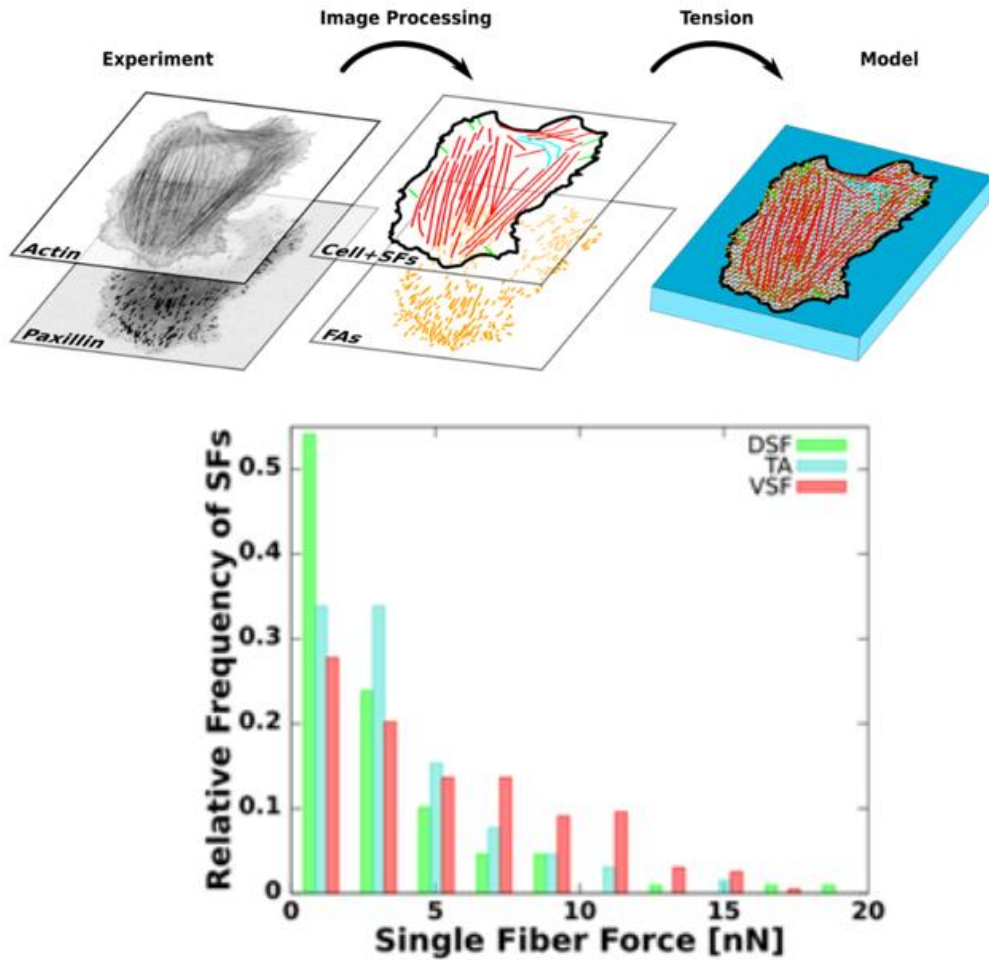 Image Processing
Tension
Experiment
Model
Actin
Cell+SFs
Paxillin
FAs
DSF
TA
VSF
Relative Frequency of SFs
0.5
0.4
0.3
0.2
0.1
0
0 5 10 15 20
Single Fiber Force [nN]